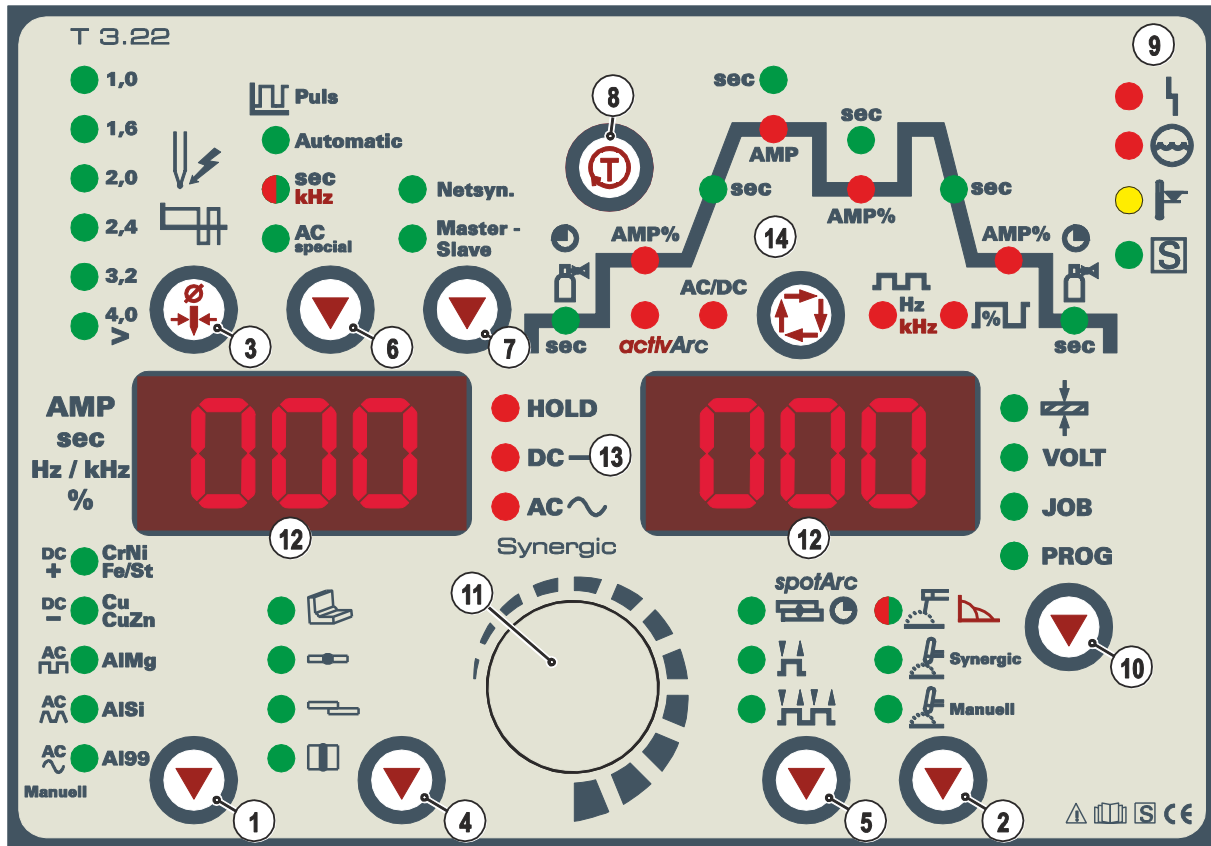 T 3.22
1,0
1,6
2,0
2,4
3,2
4,0
>
3
Puls
Automatic
sec
kHz
AC
special
6
Netsyn.
Master -
Slave
7
8
T
sec
AMP
sec
AMP%
sec
sec
AMP%
AMP%
14
AC/DC
activArc
Hz
kHz
%
sec
sec
9
S
AMP
sec
Hz / kHz
%
000
12
HOLD
DC
13
AC
Synergic
000
12
VOLT
JOB
PROG
10
DC
+
CrNi
Fe/St
DC
–
Cu
CuZn
AC
AlMg
AC
AlSi
AC
Al99
Manuell
1
4
11
spotArc
Synergic
Manuell
5
2
S CE